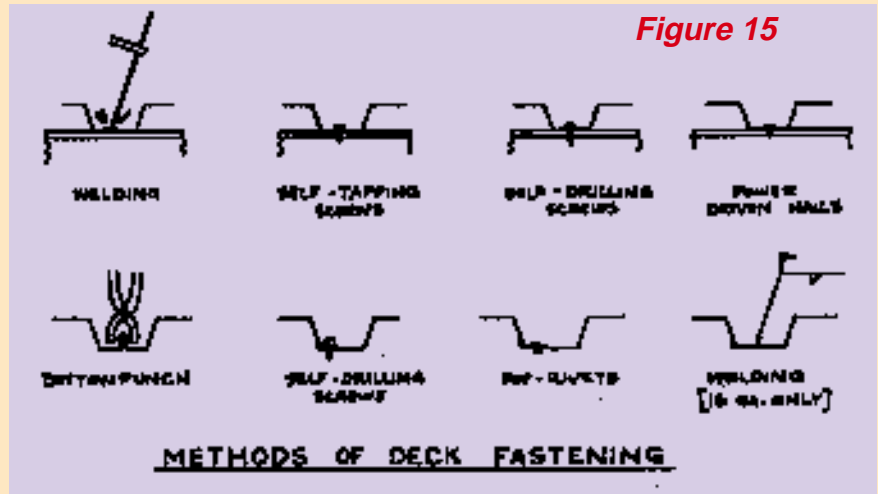 Figure 15
WELDING
SELF-TAPPING
SCREWS
SELF-DRILLING
SCREWS
POWER
DRIVEN NAILS
BUTTON PUNCH
SELF-DRILLING
SCREWS
POP-RIVETS
WELDING
[18 GA. ONLY]
METHODS OF DECK FASTENING